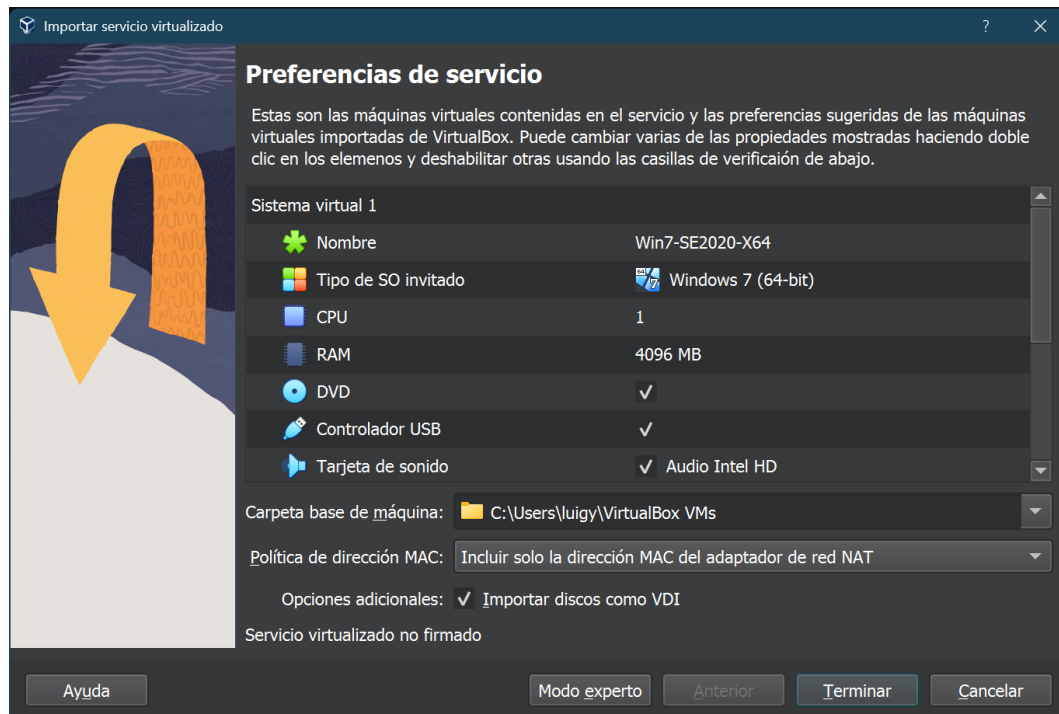 Importar servicio virtualizado
Preferencias de servicio
Estas son las máquinas virtuales contenidas en el servicio y las preferencias sugeridas de las máquinas
virtuales importadas de VirtualBox. Puede cambiar varias de las propiedades mostradas haciendo doble
clic en los elemenos y deshabilitar otras usando las casillas de verificaión de abajo.
Sistema virtual 1
Nombre Win7-SE2020-X64
Tipo de SO invitado Windows 7 (64-bit)
CPU 1
RAM 4096 MB
DVD
Controlador USB
Tarjeta de sonido Audio Intel HD
Carpeta base de máquina: C:\Users\luigy\VirtualBox VMs
Política de dirección MAC: Incluir solo la dirección MAC del adaptador de red NAT
Opciones adicionales: Importar discos como VDI
Servicio virtualizado no firmado
Ayuda Modo experto Anterior Terminar Cancelar